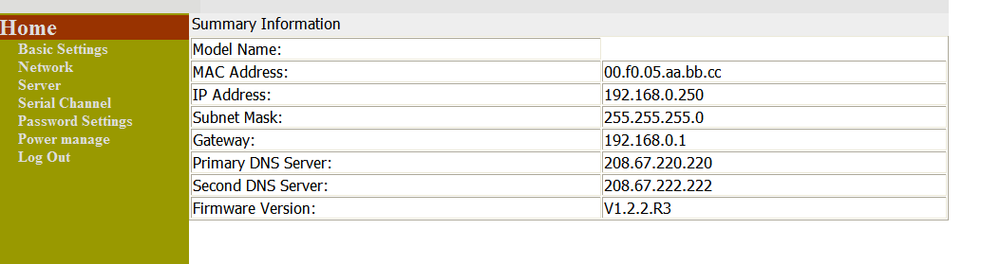 Home
Basic Settings
Network
Server
Serial Channel
Password Settings
Power manage
Log Out
Summary Information
Model Name:
MAC Address: 00.f0.05.aa.bb.cc
IP Address: 192.168.0.250
Subnet Mask: 255.255.255.0
Gateway: 192.168.0.1
Primary DNS Server: 208.67.220.220
Second DNS Server: 208.67.222.222
Firmware Version: V1.2.2.R3